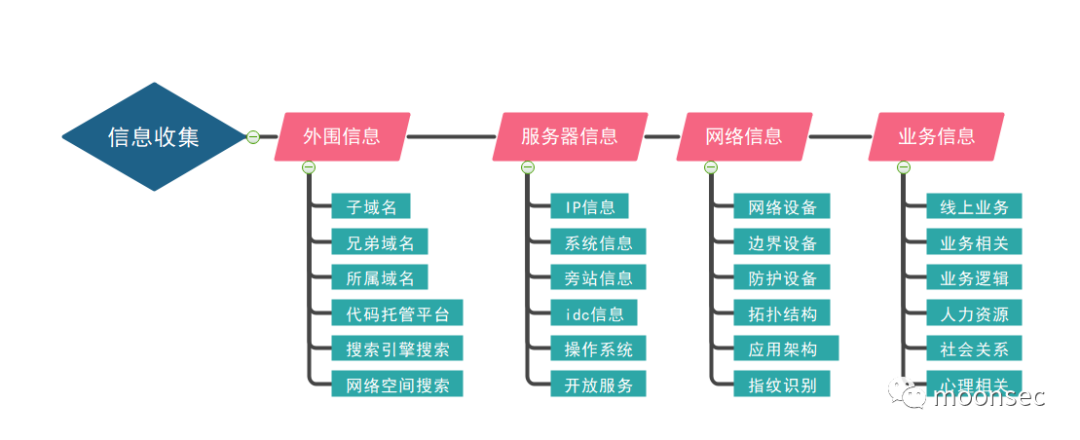 信息收集
外围信息
子域名
兄弟域名
所属域名
代码托管平台
搜索引擎搜索
网络空间搜索
服务器信息
IP信息
系统信息
旁站信息
idc信息
操作系统
开放服务
网络信息
网络设备
边界设备
防护设备
拓扑结构
应用架构
指纹识别
业务信息
线上业务
业务相关
业务逻辑
人力资源
社会关系
心理相关
moonsec